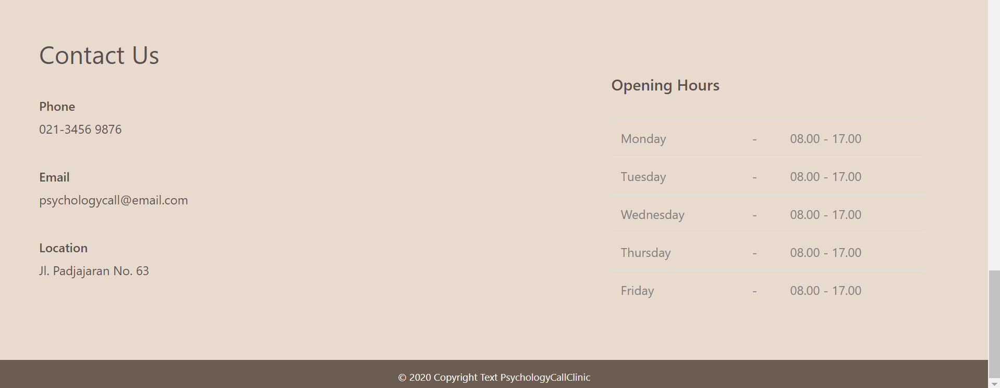 Contact Us
Phone
021-3456 9876
Email
psychologycall@email.com
Location
Jl. Padjajaran No. 63
Opening Hours
Monday - 08.00 - 17.00
Tuesday - 08.00 - 17.00
Wednesday - 08.00 - 17.00
Thursday - 08.00 - 17.00
Friday - 08.00 - 17.00
© 2020 Copyright Text PsychologyCallClinic